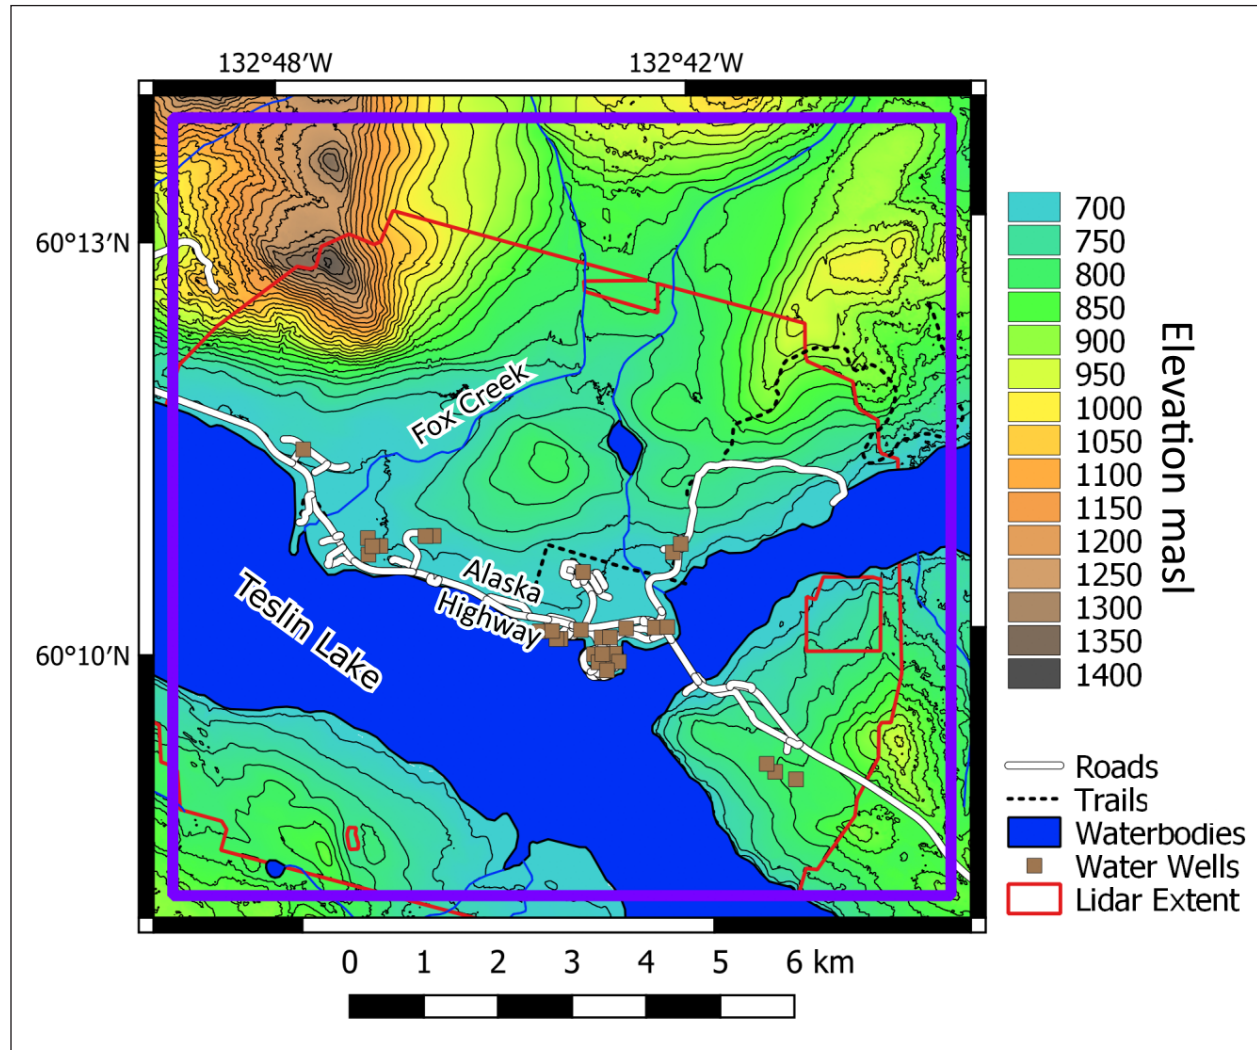 132°48'W 132°42'W
60°13'N
60°10'N
Fox Creek
Alaska
Highway
Teslin Lake
700
750
800
850
900
950
1000
1050
1100
1150
1200
1250
1300
1350
1400
Elevation masl
Roads
Trails
Waterbodies
Water Wells
Lidar Extent
0 1 2 3 4 5 6 km